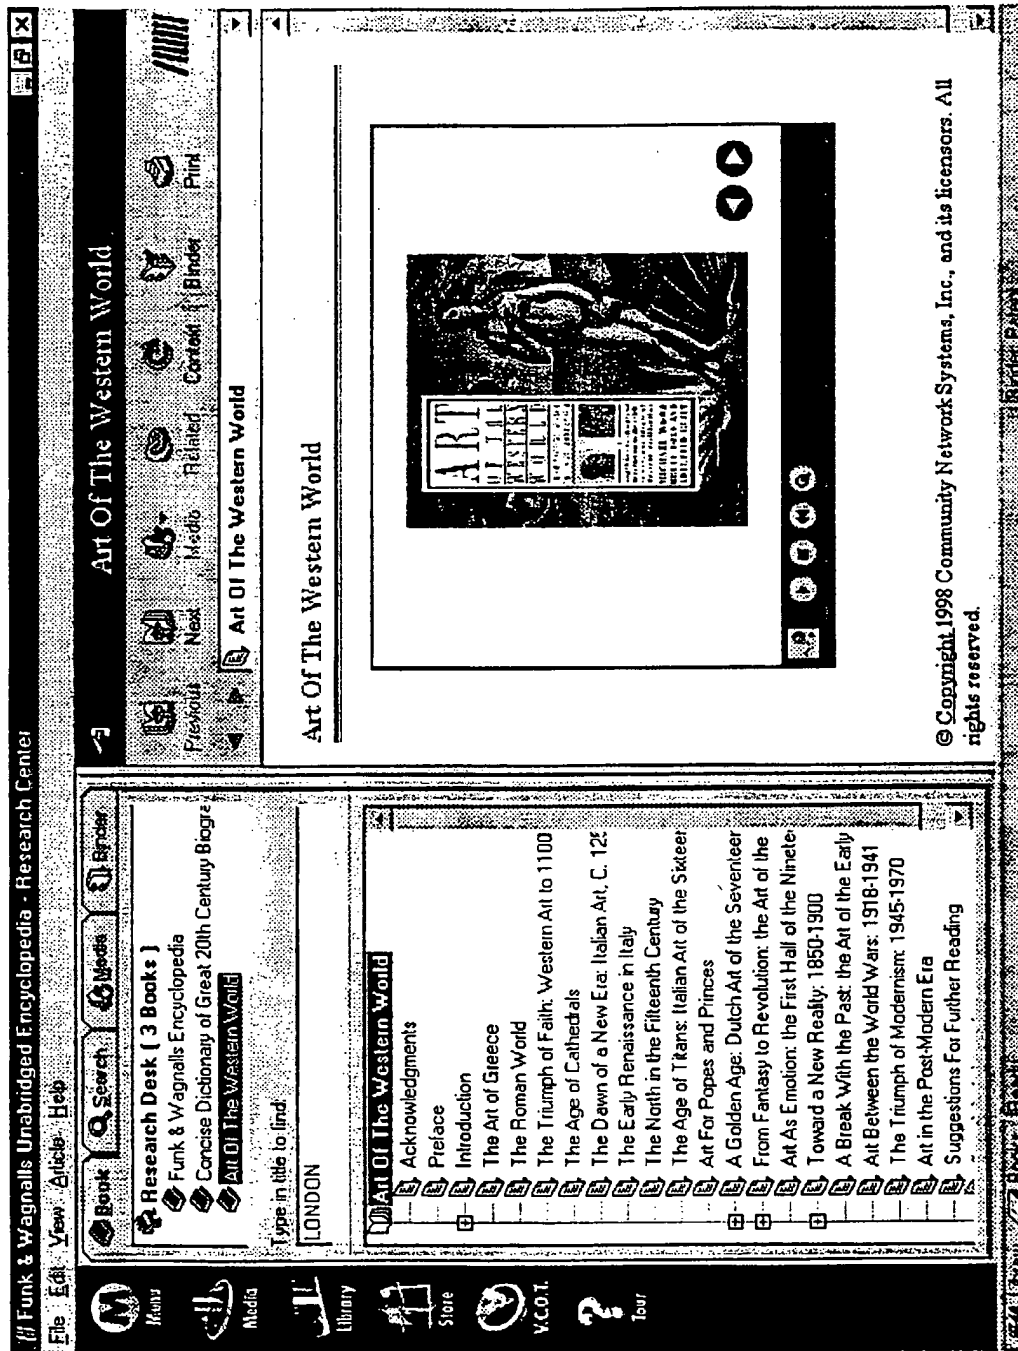 Funk & Wagnalls Unabridged Encyclopedia - Research Center
File Edit View Article Help
Menu
Media
Library
Store
V.C.O.T.
Tour
Book Search Media Binder
Research Desk ( 3 Books )
Funk & Wagnalls Encyclopedia
Concise Dictionary of Great 20th Century Biogra
Art Of The Western World
Type in title to find:
LONDON
Art Of The Western World
Acknowledgments
Preface
Introduction
The Art of Greece
The Roman World
The Triumph of Faith: Western Art to 1100
The Age of Cathedrals
The Dawn of a New Era: Italian Art, C. 125
The Early Renaissance in Italy
The North in the Fifteenth Century
The Age of Titans: Italian Art of the Sixteen
Art For Popes and Princes
A Golden Age: Dutch Art of the Seventeen
From Fantasy to Revolution: the Art of the
Art As Emotion: the First Half of the Ninete
Toward a New Reality: 1850-1900
A Break With the Past: the Art of the Early
Art Between the World Wars: 1918-1941
The Triumph of Modernism: 1945-1970
Art in the Post-Modern Era
Suggestions For Futher Reading
Art Of The Western World
Previous Next Media Related Context Binder Print
Art Of The Western World
Art Of The Western World
ART
OF THE
WESTERN
WORLD
© Copyright 1998 Community Network Systems, Inc., and its licensors. All
rights reserved.